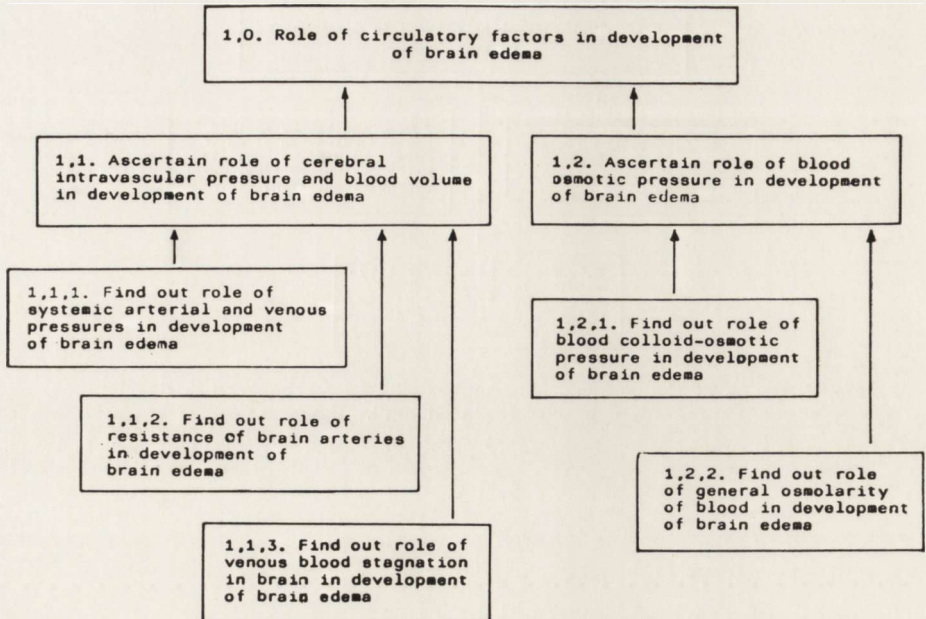 1,0. Role of circulatory factors in development
of brain edema
1,1. Ascertain role of cerebral
intravascular pressure and blood volume
in development of brain edema
1,2. Ascertain role of blood
osmotic pressure in development
of brain edema
1,1,1. Find out role of
systemic arterial and venous
pressures in development
of brain edema
1,2,1. Find out role of
blood colloid-osmotic
pressure in development
of brain edema
1,1,2. Find out role of
resistance of brain arteries
in development of
brain edema
1,2,2. Find out role
of general osmolarity
of blood in development
of brain edema
1,1,3. Find out role of
venous blood stagnation
in brain in development
of brain edema